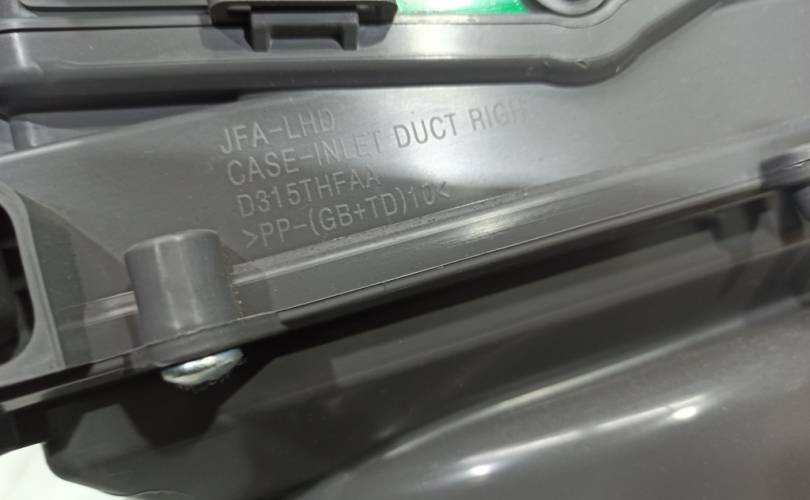 JFA-LHD
CASE-INLET DUCT RIGH
D315THFAA
>PP-(GB+TD)10<